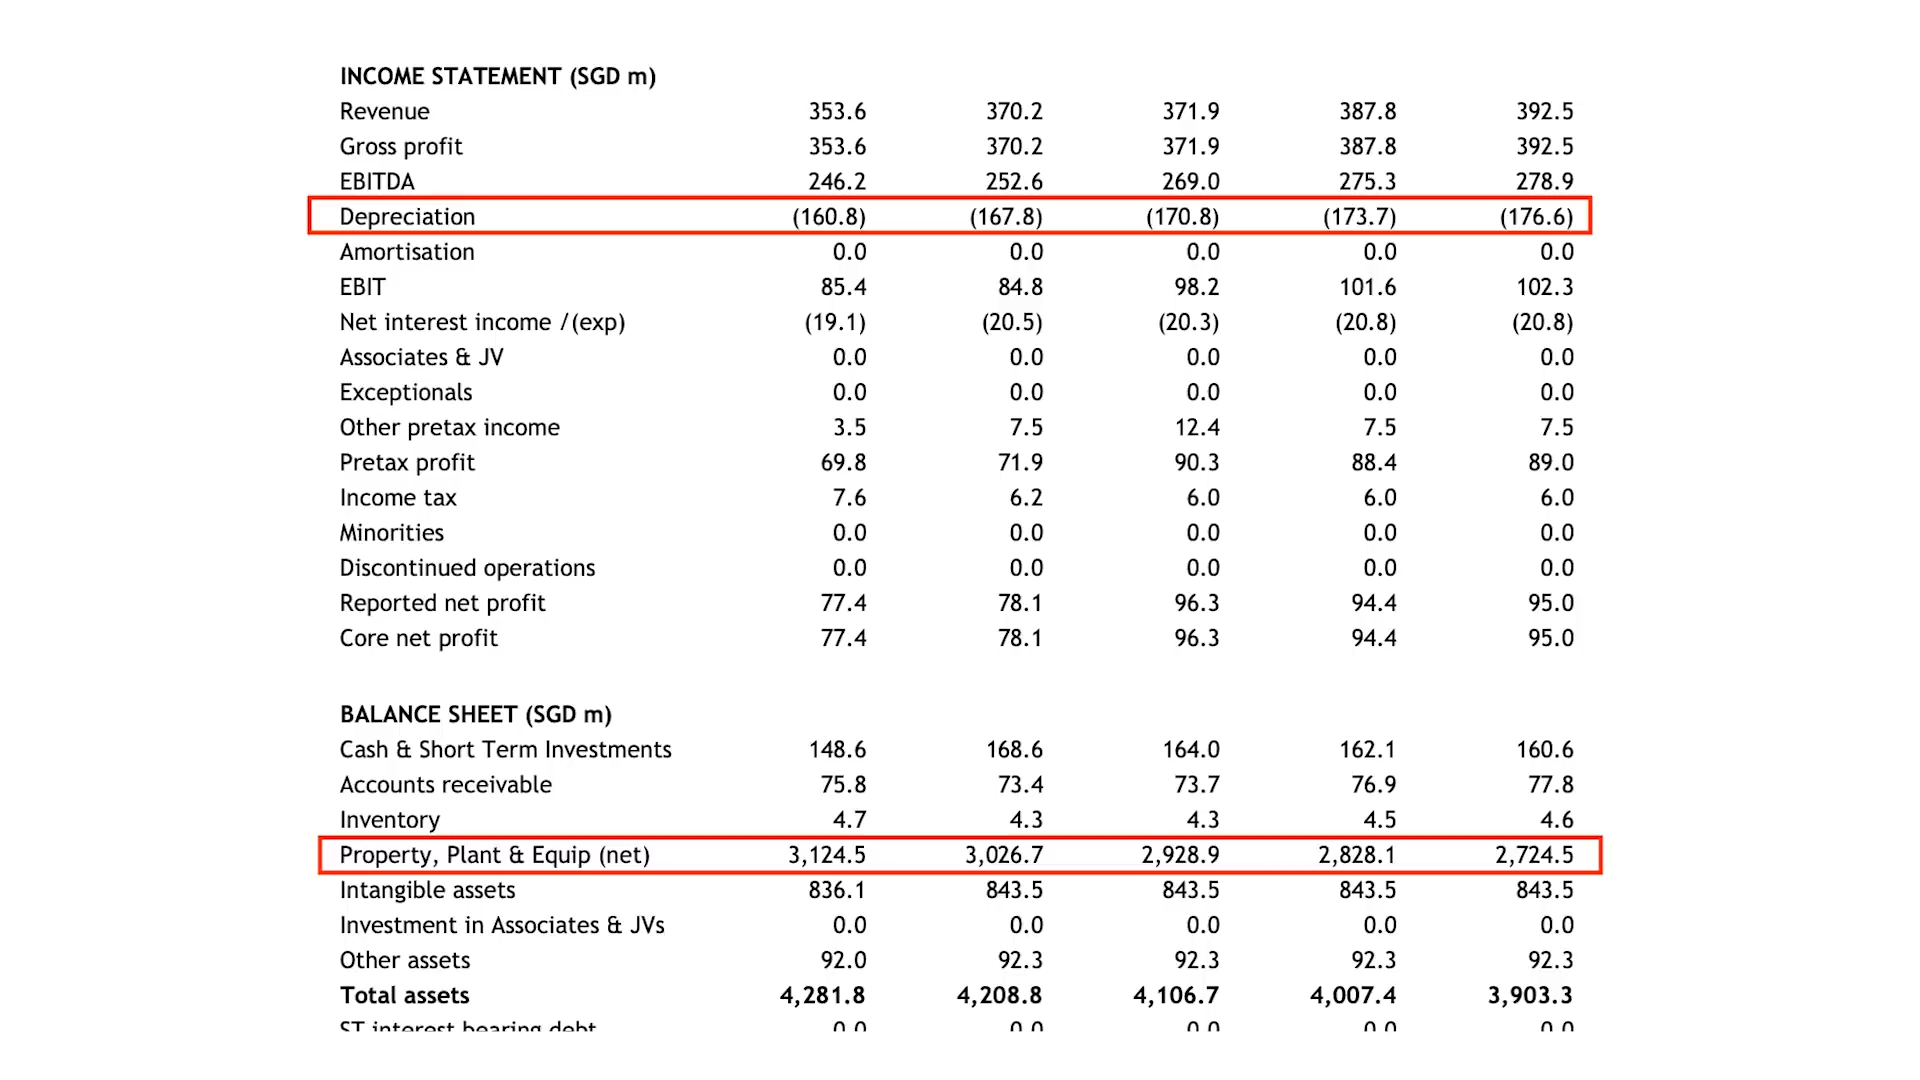 INCOME STATEMENT (SGD m)
Revenue 353.6 370.2 371.9 387.8 392.5
Gross profit 353.6 370.2 371.9 387.8 392.5
EBITDA 246.2 252.6 269.0 275.3 278.9
Depreciation (160.8) (167.8) (170.8) (173.7) (176.6)
Amortisation 0.0 0.0 0.0 0.0 0.0
EBIT 85.4 84.8 98.2 101.6 102.3
Net interest income /(exp) (19.1) (20.5) (20.3) (20.8) (20.8)
Associates & JV 0.0 0.0 0.0 0.0 0.0
Exceptionals 0.0 0.0 0.0 0.0 0.0
Other pretax income 3.5 7.5 12.4 7.5 7.5
Pretax profit 69.8 71.9 90.3 88.4 89.0
Income tax 7.6 6.2 6.0 6.0 6.0
Minorities 0.0 0.0 0.0 0.0 0.0
Discontinued operations 0.0 0.0 0.0 0.0 0.0
Reported net profit 77.4 78.1 96.3 94.4 95.0
Core net profit 77.4 78.1 96.3 94.4 95.0
BALANCE SHEET (SGD m)
Cash & Short Term Investments 148.6 168.6 164.0 162.1 160.6
Accounts receivable 75.8 73.4 73.7 76.9 77.8
Inventory 4.7 4.3 4.3 4.5 4.6
Property, Plant & Equip (net) 3,124.5 3,026.7 2,928.9 2,828.1 2,724.5
Intangible assets 836.1 843.5 843.5 843.5 843.5
Investment in Associates & JVs 0.0 0.0 0.0 0.0 0.0
Other assets 92.0 92.3 92.3 92.3 92.3
Total assets 4,281.8 4,208.8 4,106.7 4,007.4 3,903.3
ST interest bearing debt 0.0 0.0 0.0 0.0 0.0